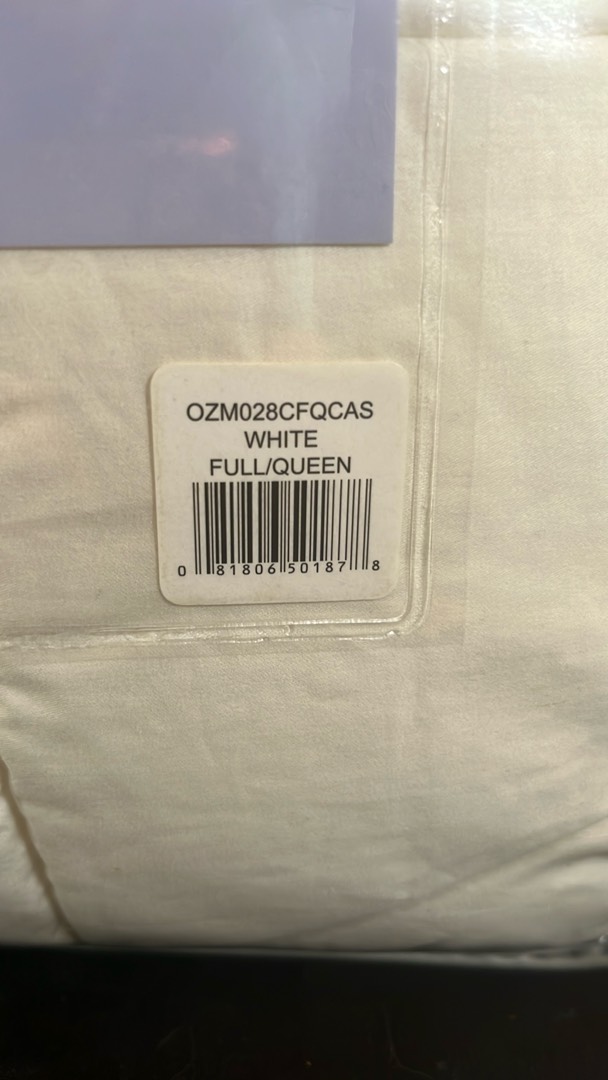 OZM028CFQCAS
WHITE
FULL/QUEEN
0 81806 50187 8